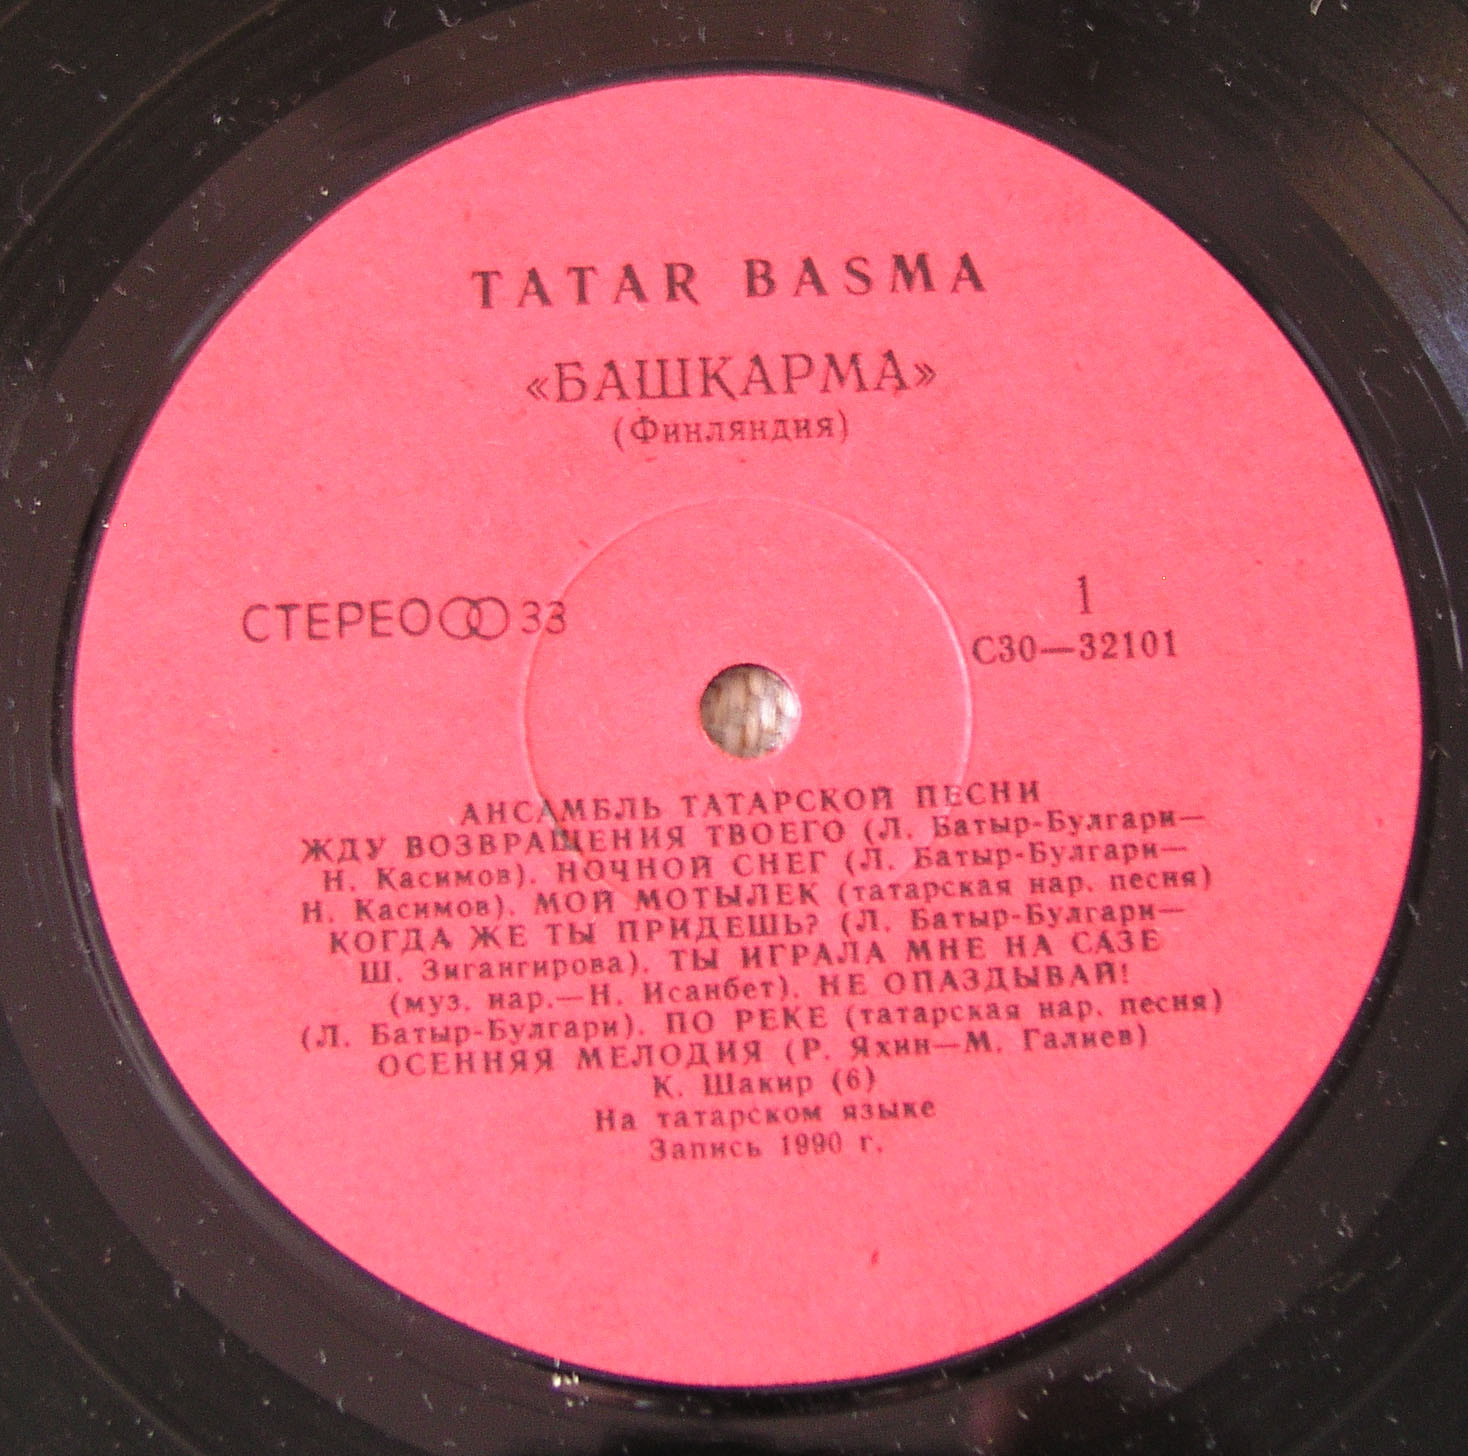 TATAR BASMA
«БАШҚАРМА»
(Финляндия)
СТЕРЕО 33
1
С30—32101
АНСАМБЛЬ ТАТАРСКОЙ ПЕСНИ
ЖДУ ВОЗВРАЩЕНИЯ ТВОЕГО (Л. Батыр-Булгари—
Н. Касимов). НОЧНОЙ СНЕГ (Л. Батыр-Булгари—
Н. Касимов). МОЙ МОТЫЛЕК (татарская нар. песня)
КОГДА ЖЕ ТЫ ПРИДЕШЬ? (Л. Батыр-Булгари—
Ш. Зигангирова). ТЫ ИГРАЛА МНЕ НА САЗЕ
(муз. нар.—Н. Исанбет). НЕ ОПАЗДЫВАЙ!
(Л. Батыр-Булгари). ПО РЕКЕ (татарская нар. песня)
ОСЕННЯЯ МЕЛОДИЯ (Р. Яхин—М. Галиев)
К. Шакир (6)
На татарском языке
Запись 1990 г.